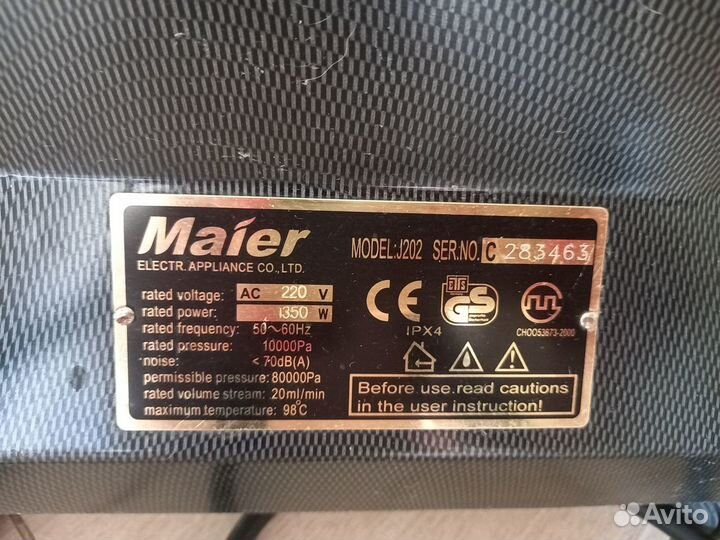 Maier
ELECTR. APPLIANCE CO., LTD.
MODEL:J202 SER.NO. C 283463
rated voltage: AC 220 V
rated power: 1350 W
rated frequency: 50~60Hz
rated pressure: 10000Pa
noise: <70dB(A)
permissible pressure: 80000Pa
rated volume stream: 20ml/min
maximum temperature: 98°C
CE
IPX4
ETS
GS
CH0053673-2000
Before use.read cautions
in the user instruction!
Avito